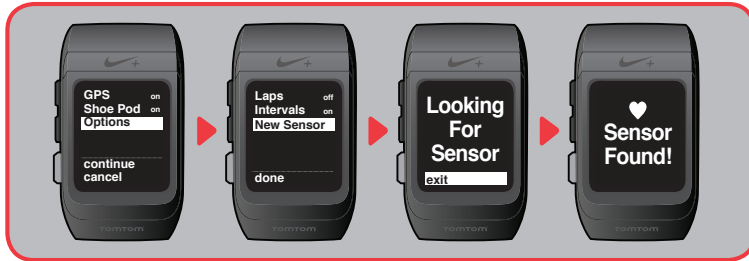 GPS on
Shoe Pod on
Options
continue
cancel
TOMTOM
Laps off
Intervals on
New Sensor
done
TOMTOM
Looking
For
Sensor
exit
TOMTOM
Sensor
Found!
TOMTOM